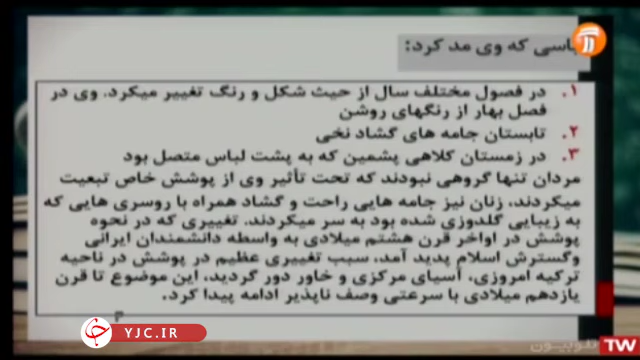 باسی که وی مد کرد:
۱. در فصول مختلف سال از حیث شکل و رنگ تغییر میکرد. وی در
فصل بهار از رنگهای روشن
۲. تابستان جامه های گشاد نخی
۳. در زمستان کلاهی پشمین که به پشت لباس متصل بود
مردان تنها گروهی نبودند که تحت تأثیر وی از پوشش خاص تبعیت
میکردند، زنان نیز جامه هایی راحت و گشاد همراه با روسری هایی که
به زیبایی گلدوزی شده بود به سر میکردند. تغییری که در نحوه
پوشش در اواخر قرن هشتم میلادی به واسطه دانشمندان ایرانی
وگسترش اسلام پدید آمد، سبب تغییری عظیم در پوشش در ناحیه
ترکیه امروزی، آسیای مرکزی و خاور دور گردید، این موضوع تا قرن
یازدهم میلادی با سرعتی وصف ناپذیر ادامه پیدا کرد.
YJC.IR
تلوبیون TW